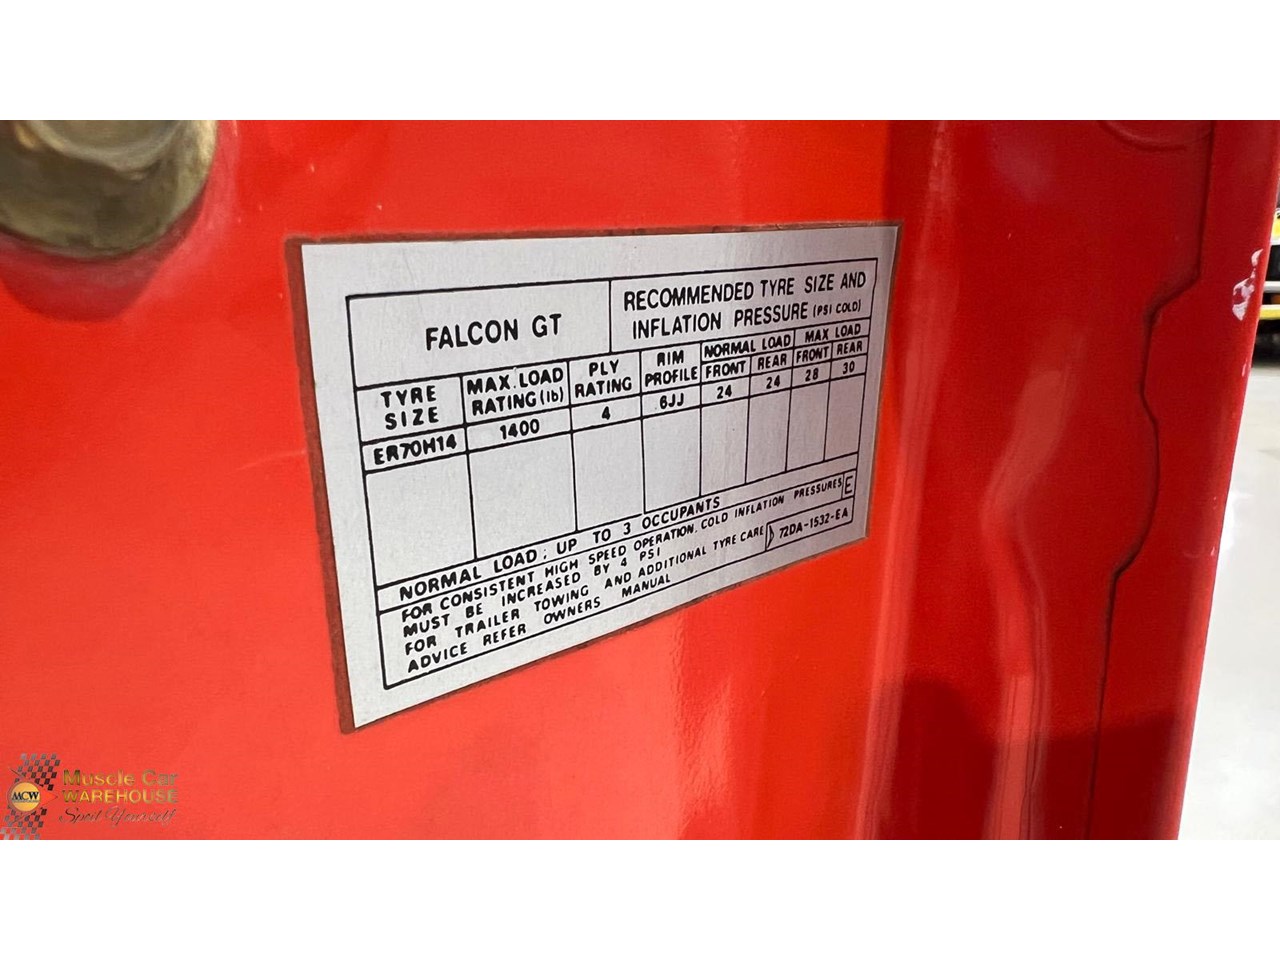 FALCON GT
RECOMMENDED TYRE SIZE AND
INFLATION PRESSURE (PSI COLD)
TYRE SIZE
MAX. LOAD RATING (lb)
PLY RATING
RIM PROFILE
NORMAL LOAD
MAX LOAD
FRONT REAR FRONT REAR
ER70H14 1400 4 6JJ 24 24 28 30
NORMAL LOAD; UP TO 3 OCCUPANTS
FOR CONSISTENT HIGH SPEED OPERATION. COLD INFLATION PRESSURES
MUST BE INCREASED BY 4 PSI
FOR TRAILER TOWING AND ADDITIONAL TYRE CARE
ADVICE REFER OWNERS MANUAL
E
72DA-1532-EA
MCW
Muscle Car
WAREHOUSE
Spoil Yourself